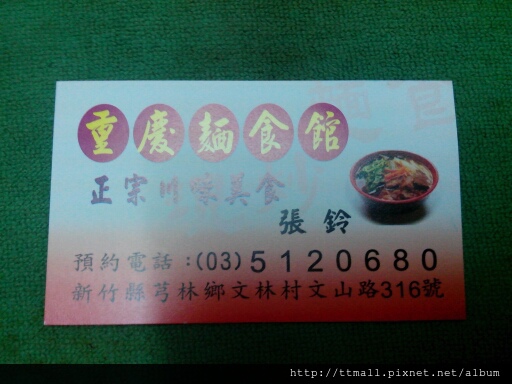 重慶麵食館
正宗川味美食
張鈴
預約電話:(03)5120680
新竹縣芎林鄉文林村文山路316號
http://ttmall.pixnet.net/album